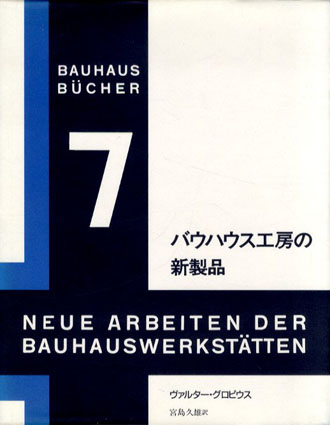 BAUHAUS
BÜCHER
7
バウハウス工房の
新製品
NEUE ARBEITEN DER
BAUHAUSWERKSTÄTTEN
ヴァルター・グロピウス
宮島久雄訳